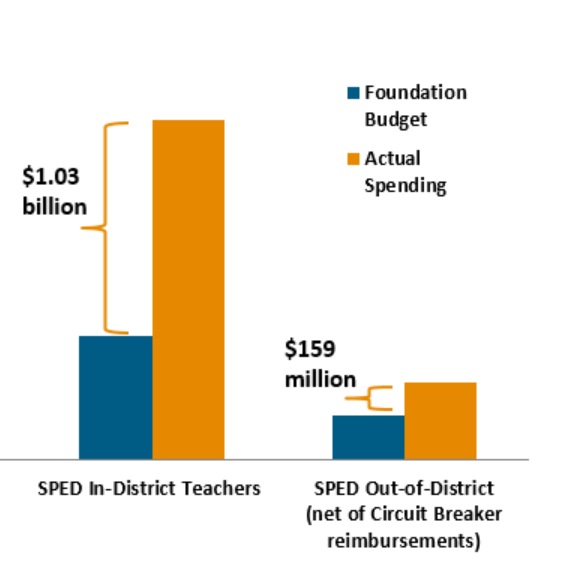 Foundation
Budget
Actual
Spending
$1.03
billion
$159
million
SPED In-District Teachers
SPED Out-of-District
(net of Circuit Breaker
reimbursements)